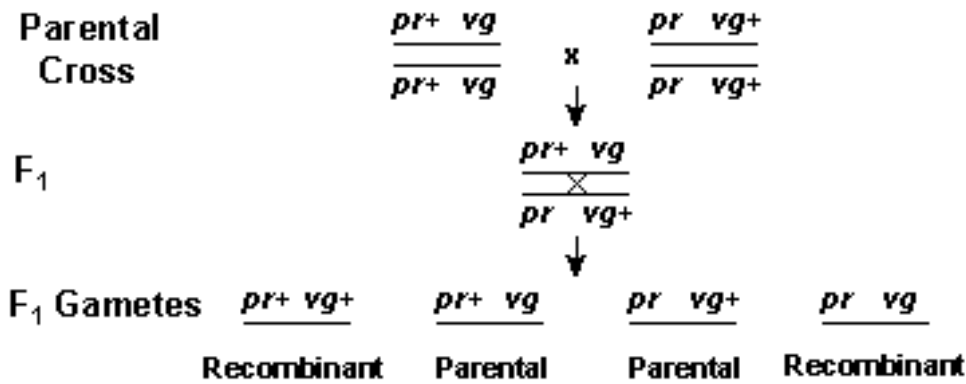 Parental
Cross
pr+ vg
pr+ vg
x
pr vg+
pr vg+
F₁
pr+ vg
pr vg+
F₁ Gametes
pr+ vg+
pr+ vg
pr vg+
pr vg
Recombinant
Parental
Parental
Recombinant